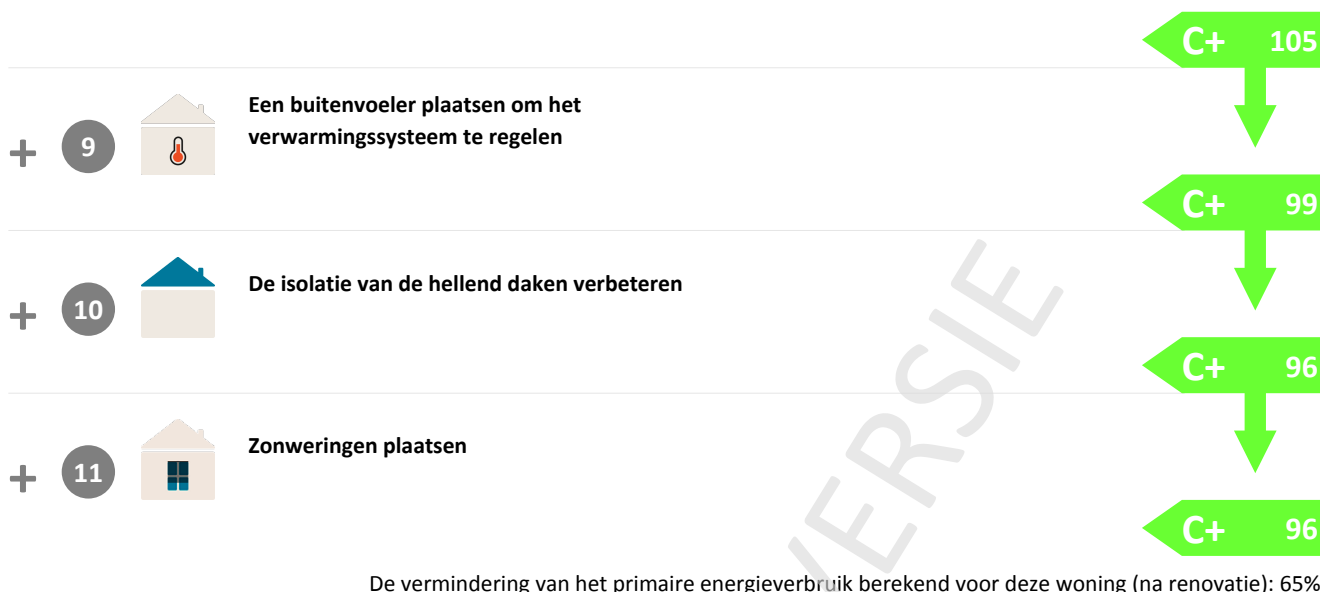 C+ 105
+ 9 Een buitenvoeler plaatsen om het
verwarmingssysteem te regelen
C+ 99
+ 10 De isolatie van de hellend daken verbeteren
C+ 96
+ 11 Zonweringen plaatsen
C+ 96
VERSIE
De vermindering van het primaire energieverbruik berekend voor deze woning (na renovatie): 65%